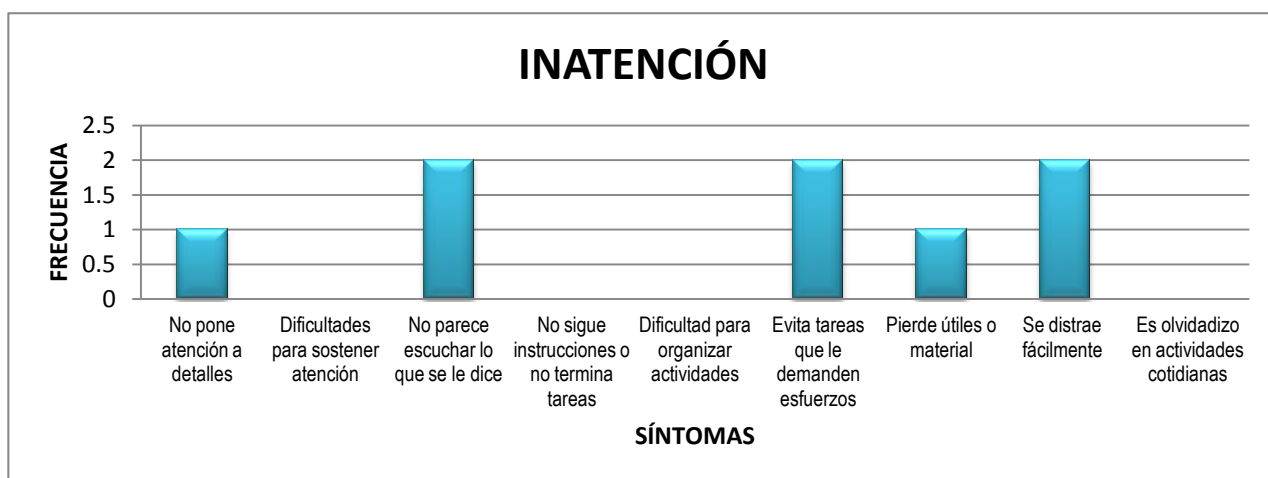 INATENCIÓN
FRECUENCIA
2.5
2
1.5
1
0.5
0
No pone
atención a
detalles
Dificultades
para sostener
atención
No parece
escuchar lo
que se le dice
No sigue
instrucciones o
no termina
tareas
Dificultad para
organizar
actividades
Evita tareas
que le
demanden
esfuerzos
Pierde útiles o
material
Se distrae
fácilmente
Es olvidadizo
en actividades
cotidianas
SÍNTOMAS